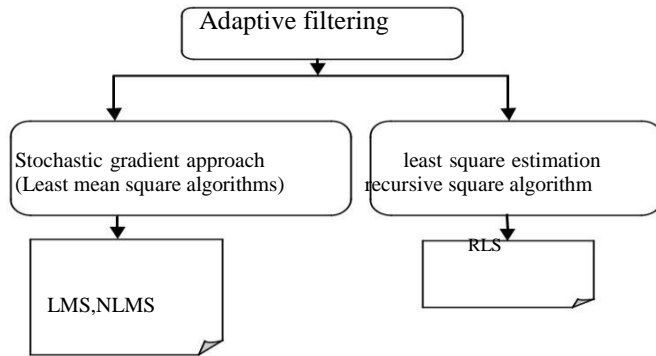 Adaptive filtering
Stochastic gradient approach
(Least mean square algorithms)
least square estimation
recursive square algorithm
LMS,NLMS
RLS